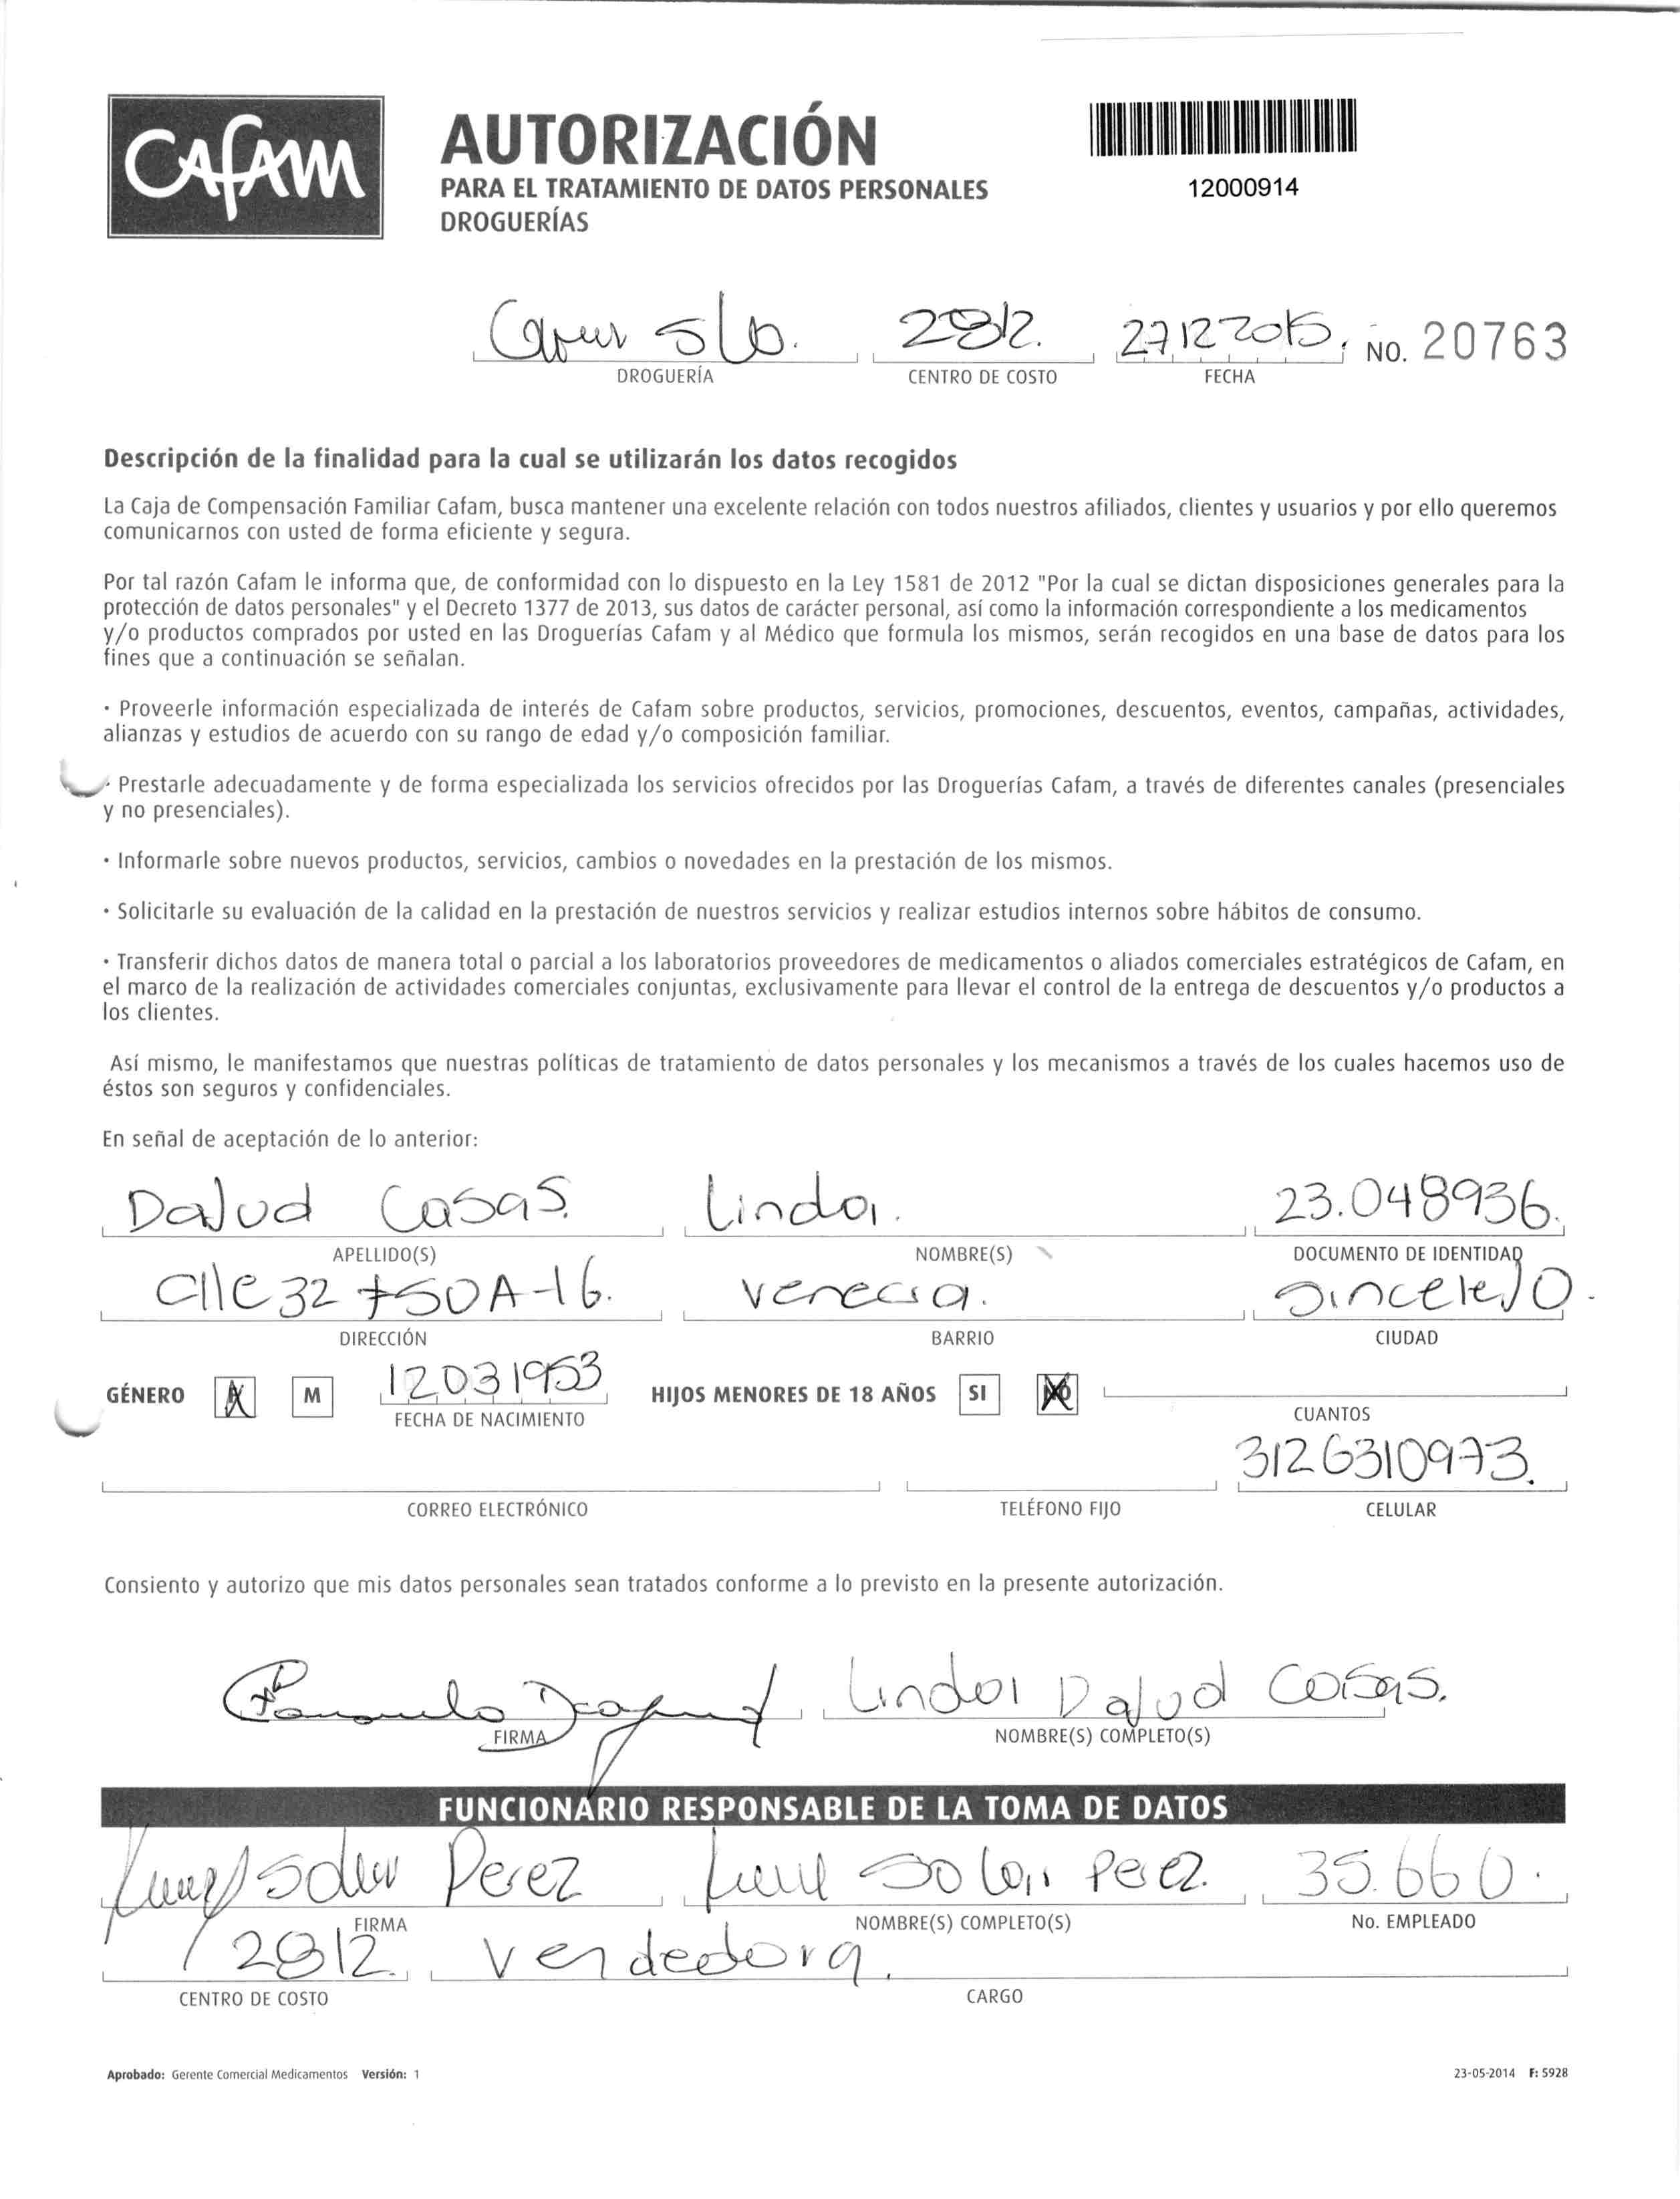 CAFAM
AUTORIZACIÓN
PARA EL TRATAMIENTO DE DATOS PERSONALES
DROGUERÍAS
12000914
2812. 27 12 2015. NO. 20763
DROGUERÍA CENTRO DE COSTO FECHA
Descripción de la finalidad para la cual se utilizarán los datos recogidos
La Caja de Compensación Familiar Cafam, busca mantener una excelente relación con todos nuestros afiliados, clientes y usuarios y por ello queremos
comunicarnos con usted de forma eficiente y segura.
Por tal razón Cafam le informa que, de conformidad con lo dispuesto en la Ley 1581 de 2012 "Por la cual se dictan disposiciones generales para la
protección de datos personales" y el Decreto 1377 de 2013, sus datos de carácter personal, así como la información correspondiente a los medicamentos
y/o productos comprados por usted en las Droguerías Cafam y al Médico que formula los mismos, serán recogidos en una base de datos para los
fines que a continuación se señalan.
· Proveerle información especializada de interés de Cafam sobre productos, servicios, promociones, descuentos, eventos, campañas, actividades,
alianzas y estudios de acuerdo con su rango de edad y/o composición familiar.
· Prestarle adecuadamente y de forma especializada los servicios ofrecidos por las Droguerías Cafam, a través de diferentes canales (presenciales
y no presenciales).
· Informarle sobre nuevos productos, servicios, cambios o novedades en la prestación de los mismos.
· Solicitarle su evaluación de la calidad en la prestación de nuestros servicios y realizar estudios internos sobre hábitos de consumo.
· Transferir dichos datos de manera total o parcial a los laboratorios proveedores de medicamentos o aliados comerciales estratégicos de Cafam, en
el marco de la realización de actividades comerciales conjuntas, exclusivamente para llevar el control de la entrega de descuentos y/o productos a
los clientes.
Así mismo, le manifestamos que nuestras políticas de tratamiento de datos personales y los mecanismos a través de los cuales hacemos uso de
éstos son seguros y confidenciales.
En señal de aceptación de lo anterior:
Dajud Casas. Linda. 23.048936.
APELLIDO(S) NOMBRE(S) DOCUMENTO DE IDENTIDAD
Clle 32 #50A-16. venecia. Sincelejo.
DIRECCIÓN BARRIO CIUDAD
GÉNERO M 12031953 HIJOS MENORES DE 18 AÑOS SI NO
FECHA DE NACIMIENTO CUANTOS
3126310973.
CORREO ELECTRÓNICO TELÉFONO FIJO CELULAR
Consiento y autorizo que mis datos personales sean tratados conforme a lo previsto en la presente autorización.
Linda Dajud Casas.
FIRMA NOMBRE(S) COMPLETO(S)
FUNCIONARIO RESPONSABLE DE LA TOMA DE DATOS
Perez Perez. 35.660.
FIRMA NOMBRE(S) COMPLETO(S) No. EMPLEADO
2812. vendedora.
CENTRO DE COSTO CARGO
Aprobado: Gerente Comercial Medicamentos Versión: 1 23-05-2014 F: 5928